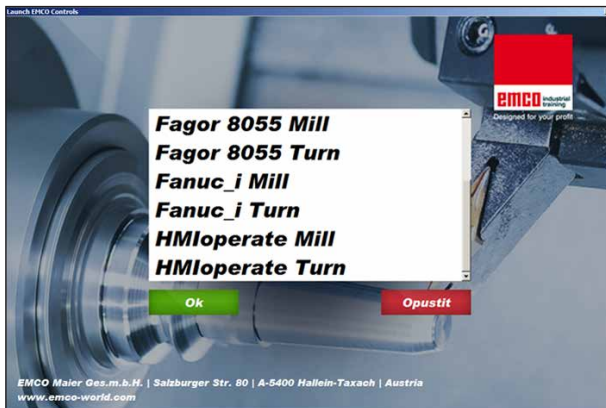 Launch EMCO Controls
emco industrial
training
Designed for your profit
Fagor 8055 Mill
Fagor 8055 Turn
Fanuc_i Mill
Fanuc_i Turn
HMIoperate Mill
HMIoperate Turn
Ok
Opustit
EMCO Maier Ges.m.b.H. | Salzburger Str. 80 | A-5400 Hallein-Taxach | Austria
www.emco-world.com